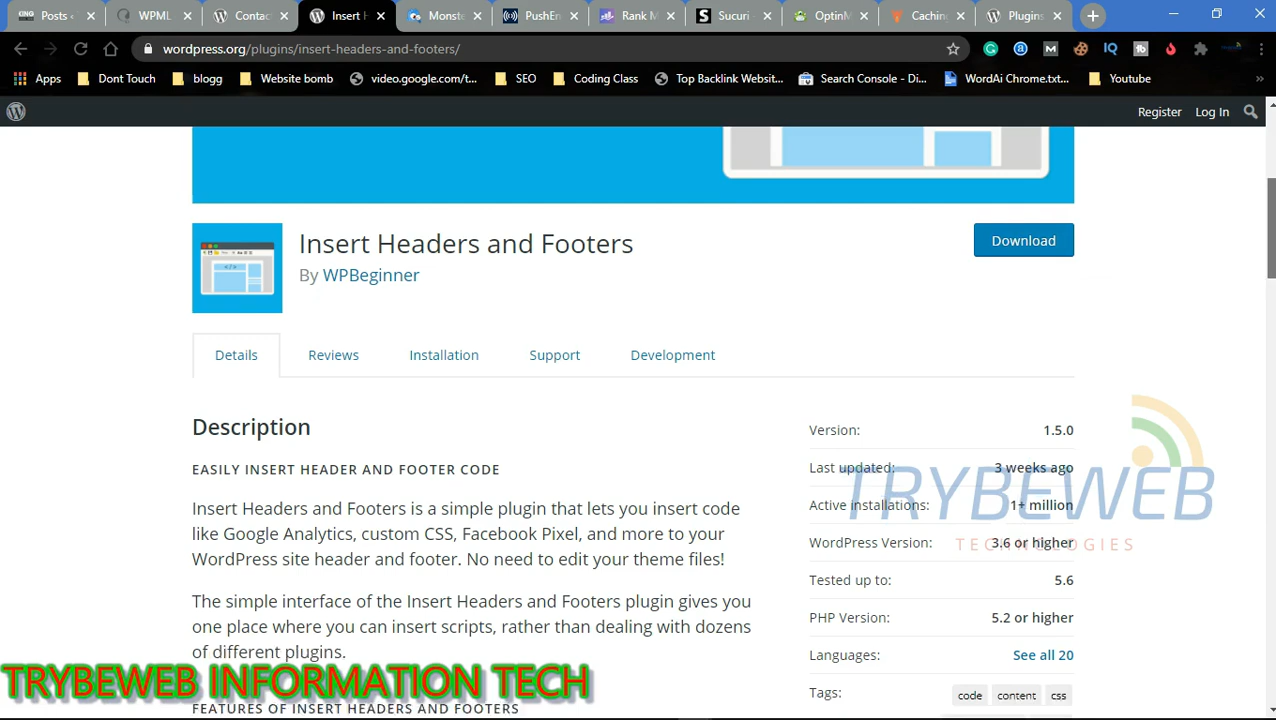 Posts ‹
WPML
Contac
Insert H
Monste
PushEn
Rank M
Sucuri
OptinM
Caching
Plugins
wordpress.org/plugins/insert-headers-and-footers/
Apps
Dont Touch
blogg
Website bomb
video.google.com/t...
SEO
Coding Class
Top Backlink Websit...
Search Console - Di...
WordAi Chrome.txt...
Youtube
»
Register
Log In
Insert Headers and Footers
By WPBeginner
Download
Details
Reviews
Installation
Support
Development
Description
EASILY INSERT HEADER AND FOOTER CODE
Insert Headers and Footers is a simple plugin that lets you insert code
like Google Analytics, custom CSS, Facebook Pixel, and more to your
WordPress site header and footer. No need to edit your theme files!
The simple interface of the Insert Headers and Footers plugin gives you
one place where you can insert scripts, rather than dealing with dozens
of different plugins.
FEATURES OF INSERT HEADERS AND FOOTERS
Version: 1.5.0
Last updated: 3 weeks ago
Active installations: 1+ million
WordPress Version: 3.6 or higher
Tested up to: 5.6
PHP Version: 5.2 or higher
Languages: See all 20
Tags: code content css
TRYBEWEB
TECHNOLOGIES
TRYBEWEB INFORMATION TECH